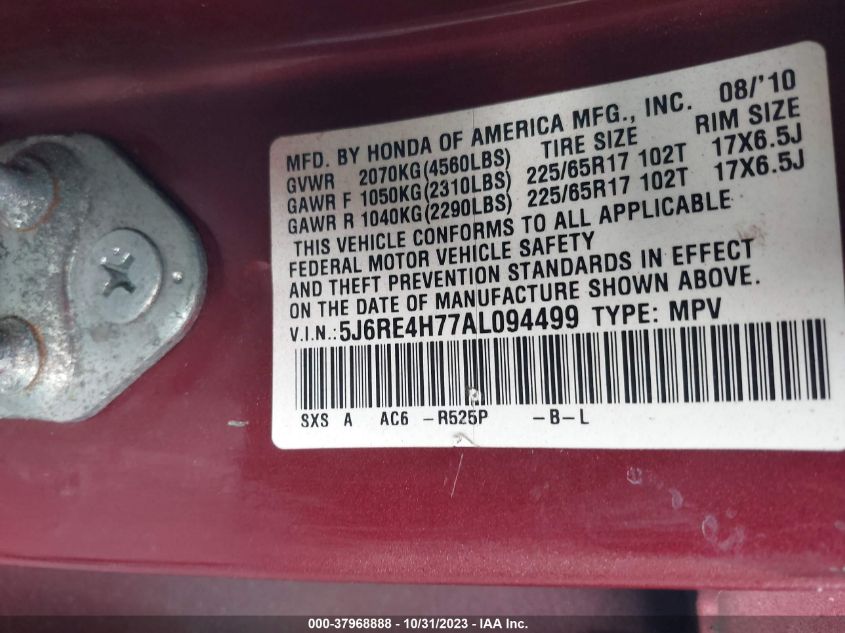 08/'10
MFD. BY HONDA OF AMERICA MFG., INC.
GVWR 2070KG(4560LBS) TIRE SIZE RIM SIZE
GAWR F 1050KG(2310LBS) 225/65R17 102T 17X6.5J
GAWR R 1040KG(2290LBS) 225/65R17 102T 17X6.5J
THIS VEHICLE CONFORMS TO ALL APPLICABLE
FEDERAL MOTOR VEHICLE SAFETY
AND THEFT PREVENTION STANDARDS IN EFFECT
ON THE DATE OF MANUFACTURE SHOWN ABOVE.
V.I.N.:5J6RE4H77AL094499 TYPE: MPV
SXS A AC6 -R525P -B-L
000-37968888 - 10/31/2023 - IAA Inc.